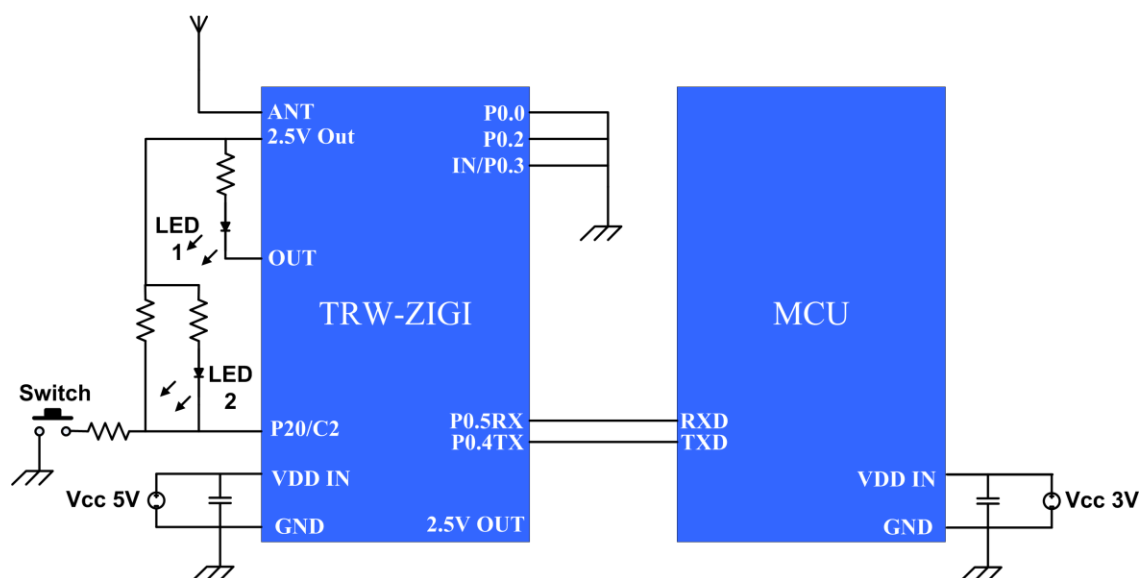 ANT
2.5V Out
P0.0
P0.2
IN/P0.3
LED
1
OUT
TRW-ZIGI
MCU
LED
2
Switch
P20/C2
P0.5RX
P0.4TX
RXD
TXD
VDD IN
Vcc 5V
GND
2.5V OUT
VDD IN
Vcc 3V
GND